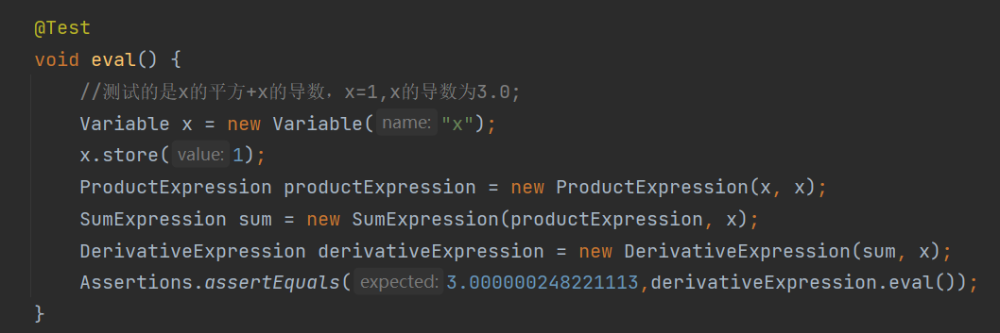 @Test
void eval() {
//测试的是x的平方+x的导数，x=1,x的导数为3.0;
Variable x = new Variable( name: "x");
x.store( value: 1);
ProductExpression productExpression = new ProductExpression(x, x);
SumExpression sum = new SumExpression(productExpression, x);
DerivativeExpression derivativeExpression = new DerivativeExpression(sum, x);
Assertions.assertEquals( expected: 3.000000248221113,derivativeExpression.eval());
}